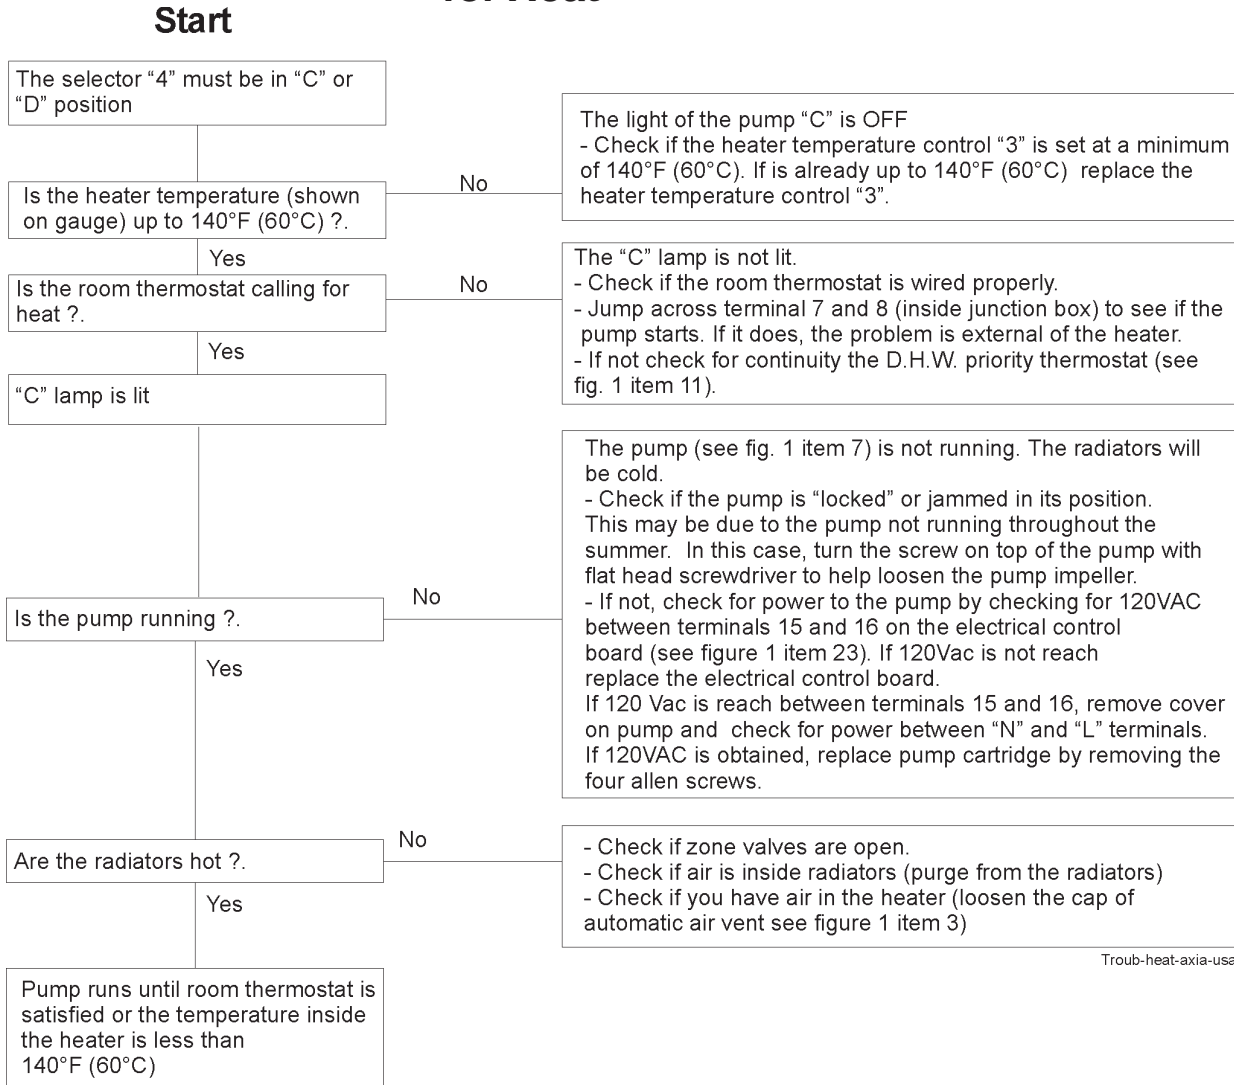 Start
The selector “4” must be in “C” or
“D” position
The light of the pump “C” is OFF
- Check if the heater temperature control “3” is set at a minimum
of 140°F (60°C). If is already up to 140°F (60°C) replace the
heater temperature control “3”.
No
Is the heater temperature (shown
on gauge) up to 140°F (60°C) ?.
Yes
The “C” lamp is not lit.
- Check if the room thermostat is wired properly.
- Jump across terminal 7 and 8 (inside junction box) to see if the
pump starts. If it does, the problem is external of the heater.
- If not check for continuity the D.H.W. priority thermostat (see
fig. 1 item 11).
No
Is the room thermostat calling for
heat ?.
Yes
“C” lamp is lit
The pump (see fig. 1 item 7) is not running. The radiators will
be cold.
- Check if the pump is “locked” or jammed in its position.
This may be due to the pump not running throughout the
summer. In this case, turn the screw on top of the pump with
flat head screwdriver to help loosen the pump impeller.
- If not, check for power to the pump by checking for 120VAC
between terminals 15 and 16 on the electrical control
board (see figure 1 item 23). If 120Vac is not reach
replace the electrical control board.
If 120 Vac is reach between terminals 15 and 16, remove cover
on pump and check for power between “N” and “L” terminals.
If 120VAC is obtained, replace pump cartridge by removing the
four allen screws.
No
Is the pump running ?.
Yes
No
Are the radiators hot ?.
- Check if zone valves are open.
- Check if air is inside radiators (purge from the radiators)
- Check if you have air in the heater (loosen the cap of
automatic air vent see figure 1 item 3)
Yes
Troub-heat-axia-usa
Pump runs until room thermostat is
satisfied or the temperature inside
the heater is less than
140°F (60°C)